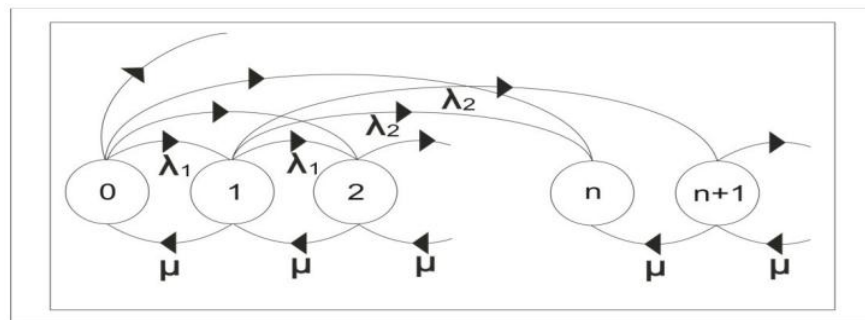 λ₂
λ₂
λ₁ λ₁
0 1 2 n n+1
μ μ μ μ μ